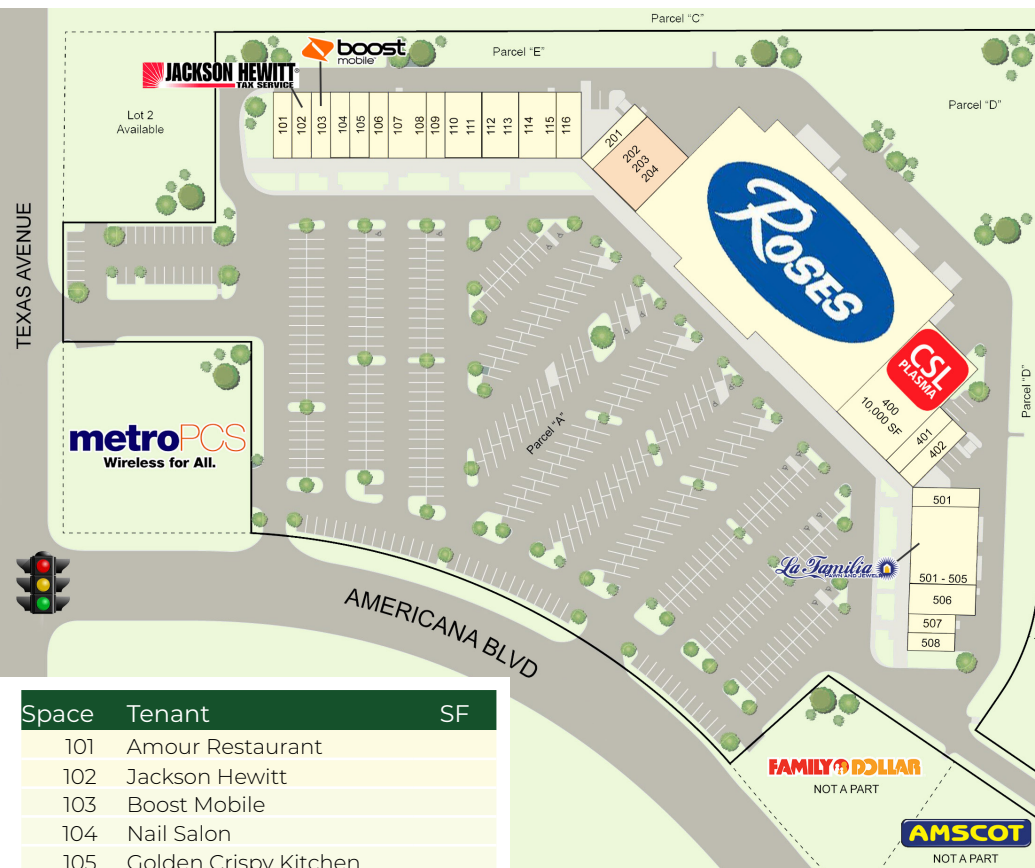 Parcel "C"
boost
mobile
Parcel "E"
JACKSON HEWITT
TAX SERVICE
Lot 2
Available
Parcel "D"
101
102
103
104
105
106
107
108
109
110
111
112
113
114
115
116
201
202
203
204
TEXAS AVENUE
ROSES
CSL
PLASMA
400
10,000 SF
401
402
Parcel "D"
Parcel "A"
metroPCS
Wireless for All.
501
La Familia
PAWN AND JEWELRY
501 - 505
506
507
508
AMERICANA BLVD
FAMILY DOLLAR
NOT A PART
AMSCOT
NOT A PART
Space Tenant SF
101 Amour Restaurant
102 Jackson Hewitt
103 Boost Mobile
104 Nail Salon
105 Golden Crispy Kitchen